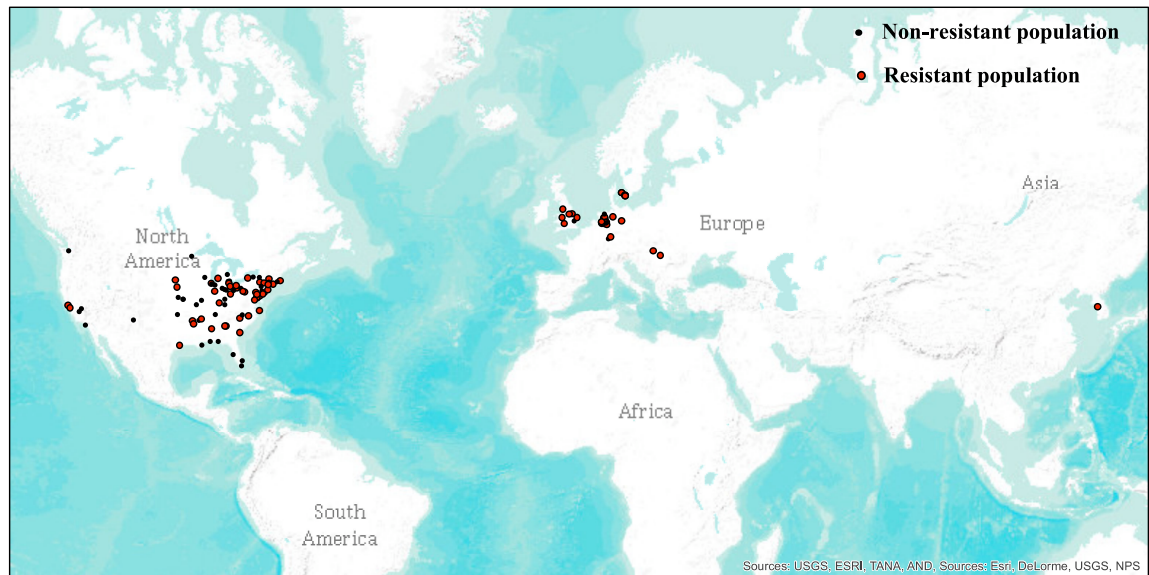 Non-resistant population
Resistant population
Asia
Europe
North
America
Africa
South
America
Sources: USGS, ESRI, TANA, AND, Sources: Esri, DeLorme, USGS, NPS